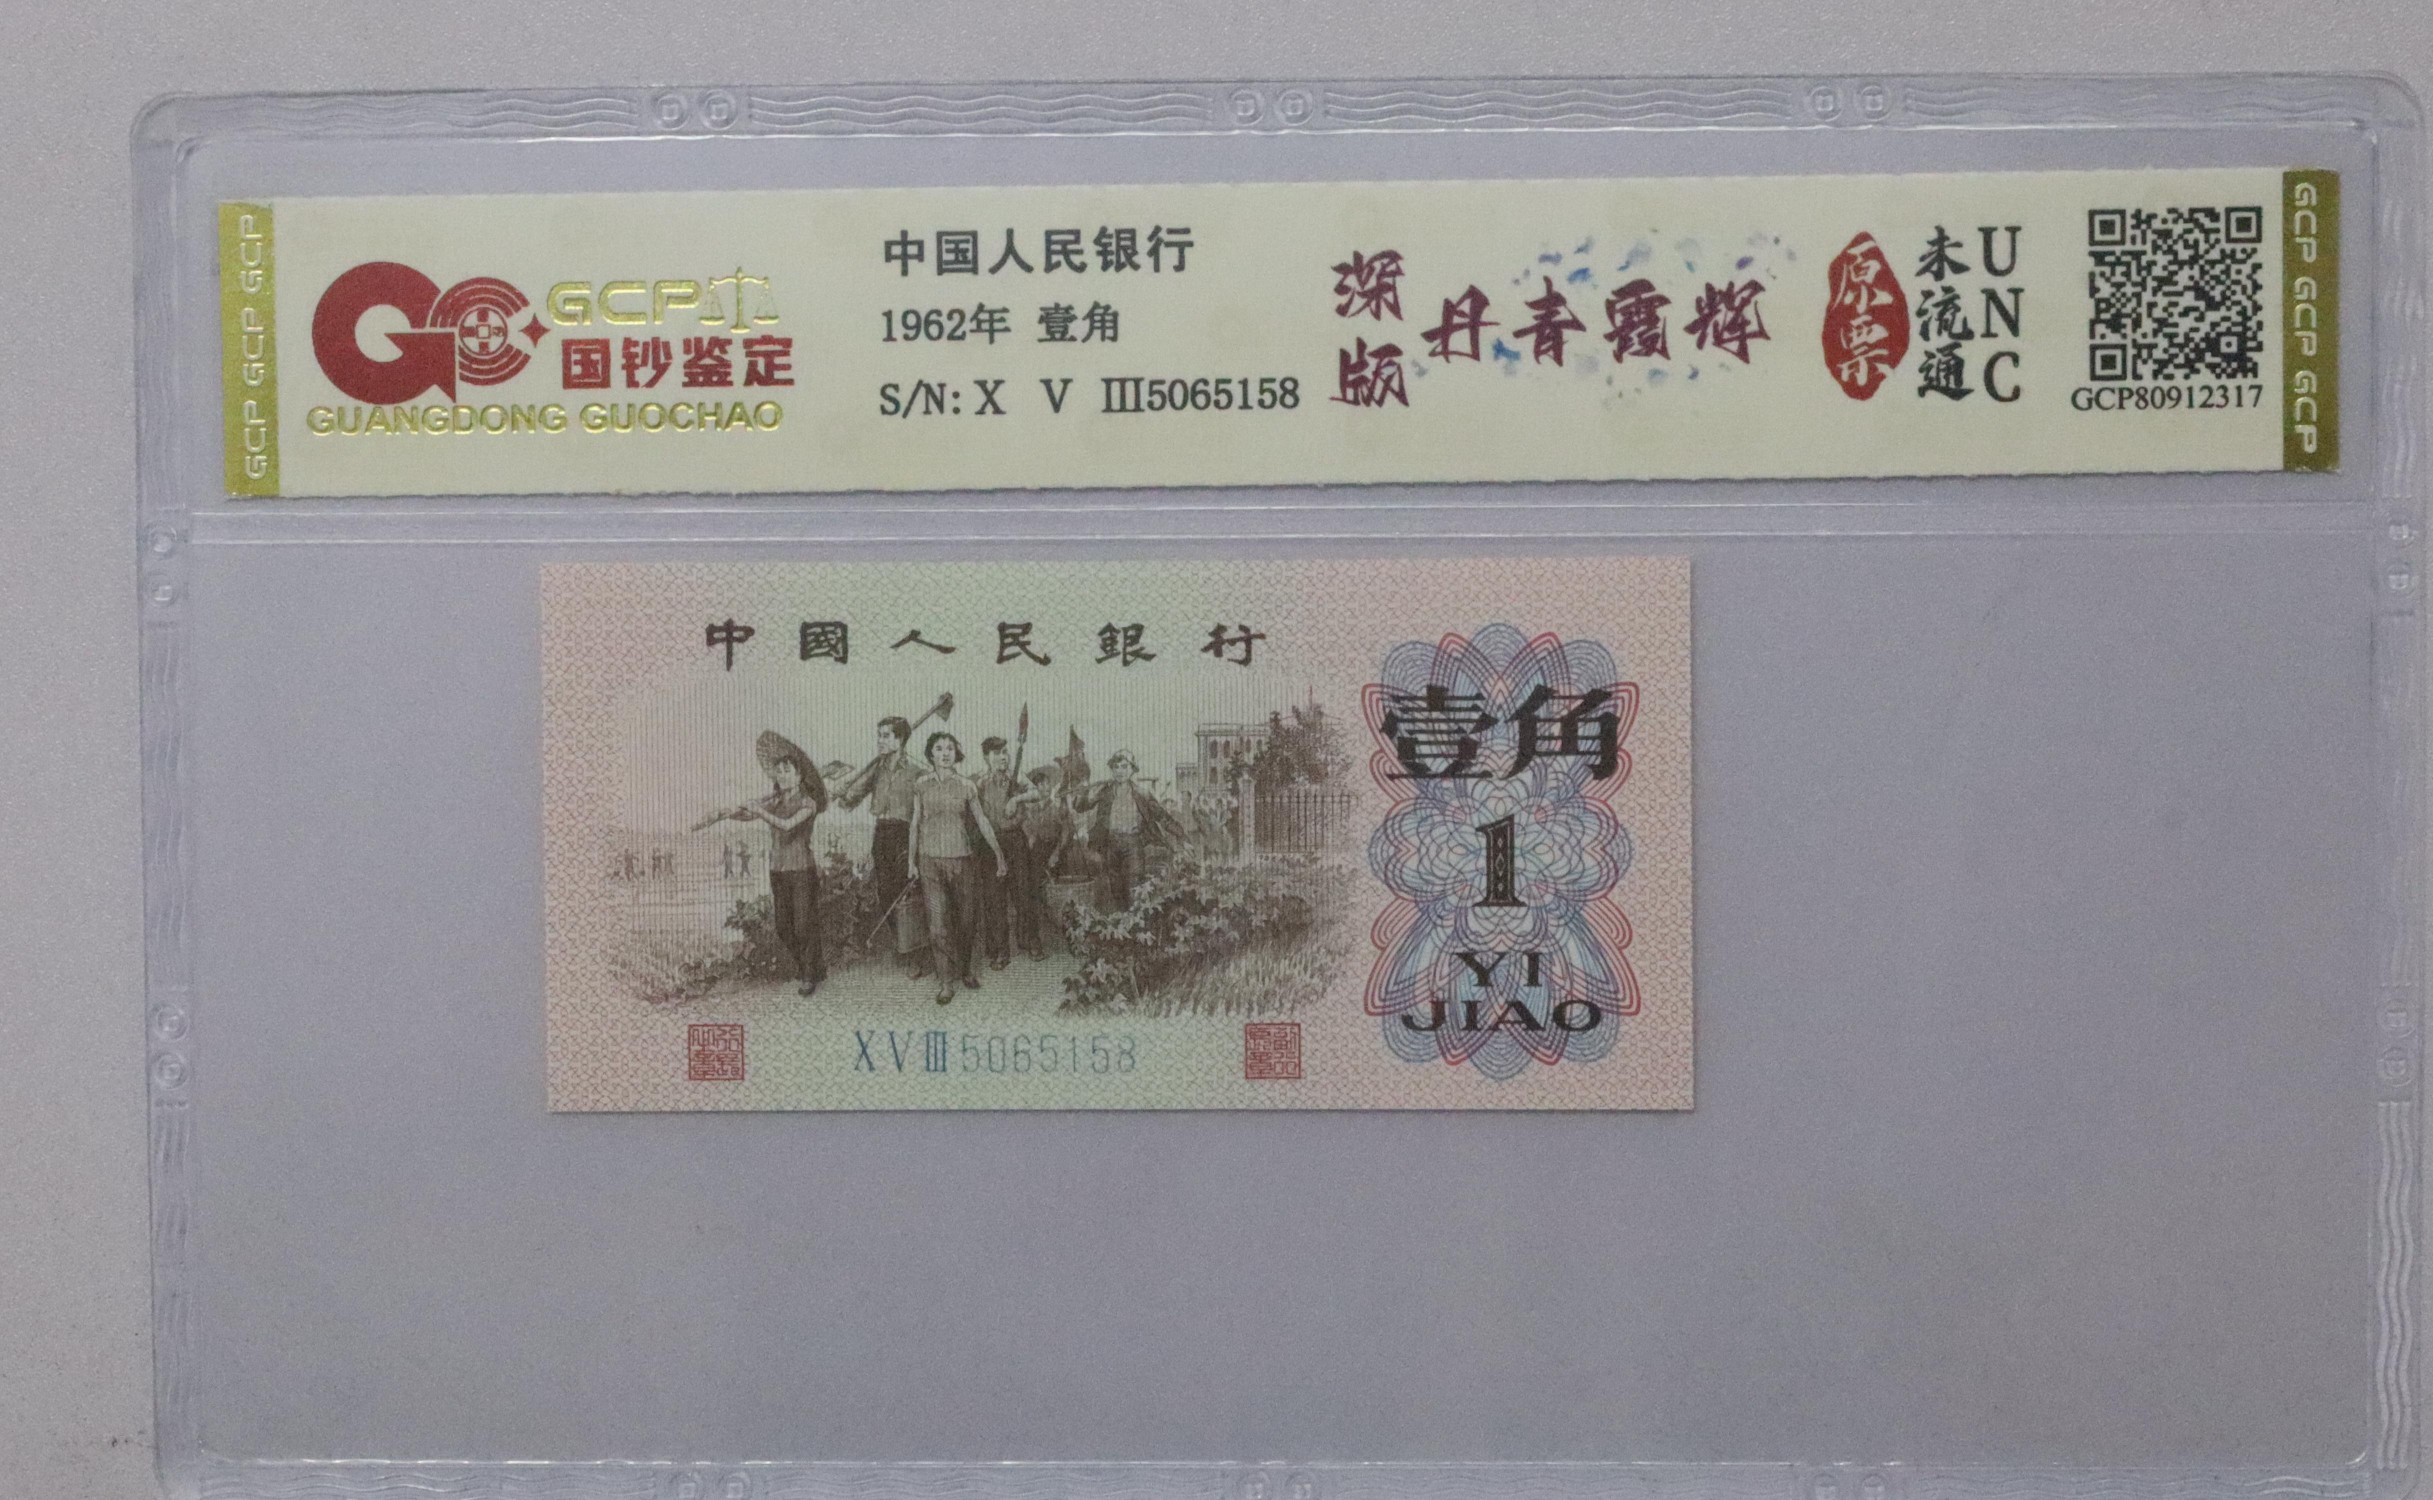 GCP GCP GCP
GCP
国钞鉴定
GUANGDONG GUOCHAO
中国人民银行
1962年 壹角
S/N: X V III5065158
深版
丹青霞辉
原票
未流通
UNC
GCP80912317
GCP GCP GCP
中國人民銀行
壹角
1
YI
JIAO
X V III 5065158